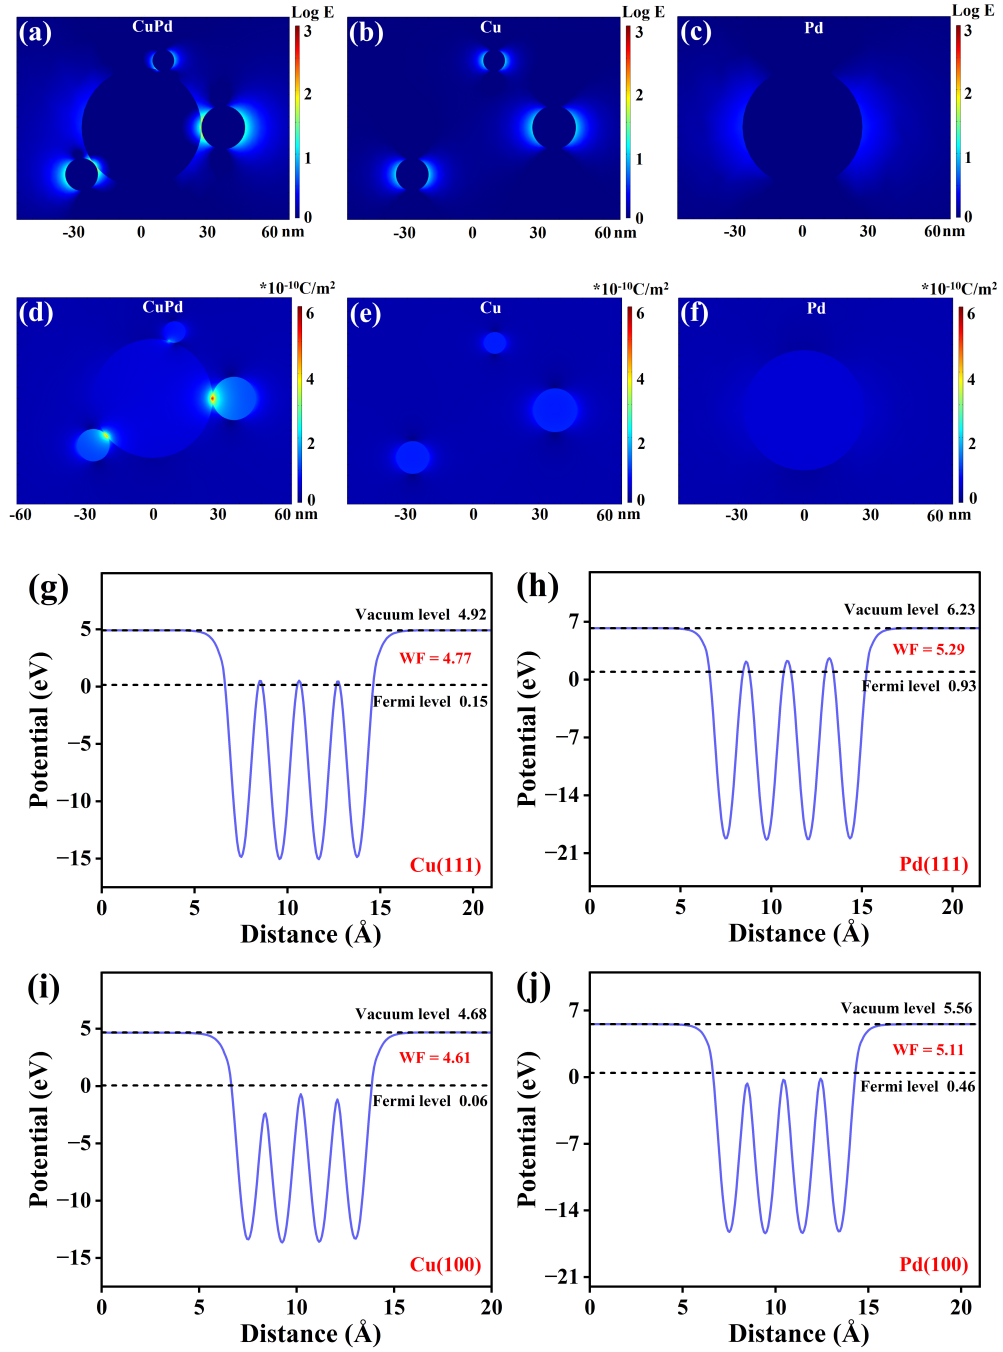 (a) CuPd Log E
3
2
1
0
-30 0 30 60 nm
(b) Cu Log E
3
2
1
0
-30 0 30 60 nm
(c) Pd Log E
3
2
1
0
-30 0 30 60 nm
(d) CuPd *10⁻¹⁰C/m²
6
4
2
0
-60 -30 0 30 60 nm
(e) Cu *10⁻¹⁰C/m²
6
4
2
0
-30 0 30 60 nm
(f) Pd *10⁻¹⁰C/m²
6
4
2
0
-30 0 30 60 nm
(g)
Potential (eV)
5
0
−5
−10
−15
Vacuum level 4.92
WF = 4.77
Fermi level 0.15
Cu(111)
0 5 10 15 20
Distance (Å)
(h)
Potential (eV)
7
0
−7
−14
−21
Vacuum level 6.23
WF = 5.29
Fermi level 0.93
Pd(111)
0 5 10 15 20
Distance (Å)
(i)
Potential (eV)
5
0
−5
−10
−15
Vacuum level 4.68
WF = 4.61
Fermi level 0.06
Cu(100)
0 5 10 15 20
Distance (Å)
(j)
Potential (eV)
7
0
−7
−14
−21
Vacuum level 5.56
WF = 5.11
Fermi level 0.46
Pd(100)
0 5 10 15 20
Distance (Å)